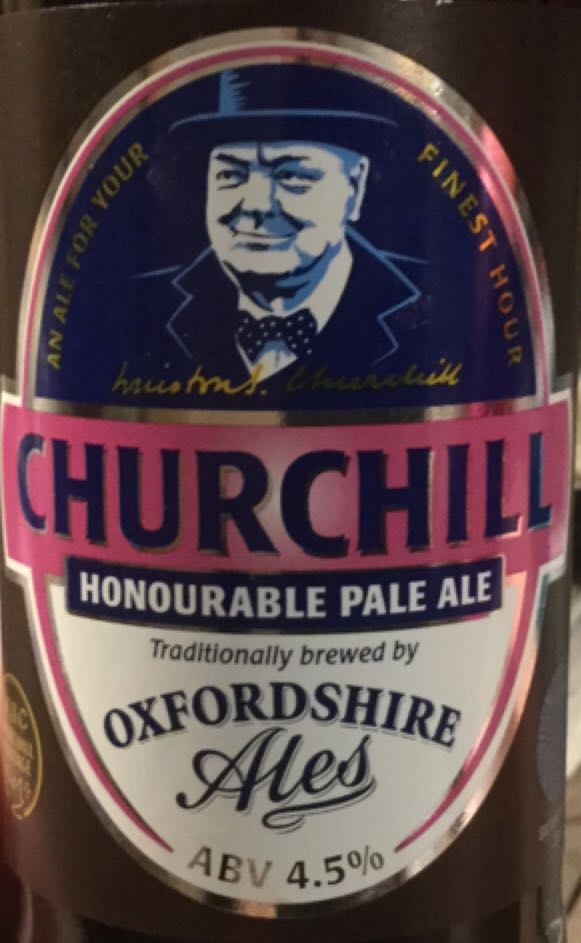 AN ALE FOR YOUR
FINEST HOUR
Winston S. Churchill
CHURCHILL
HONOURABLE PALE ALE
Traditionally brewed by
OXFORDSHIRE
Ales
ABV 4.5%